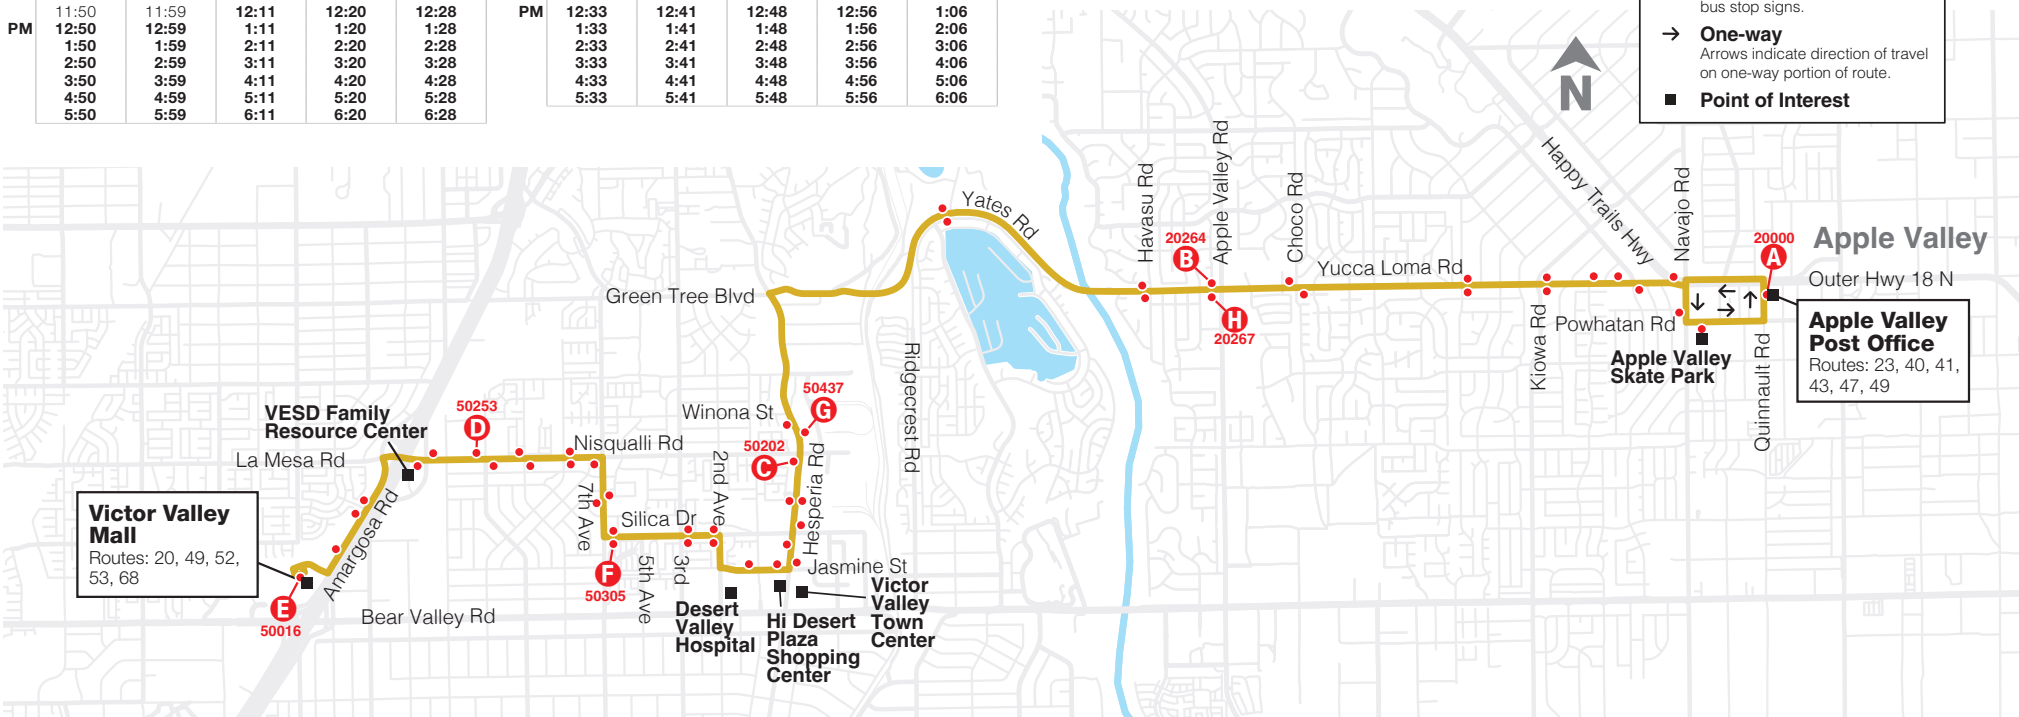 11:50 11:59 12:11 12:20 12:28
PM 12:50 12:59 1:11 1:20 1:28
1:50 1:59 2:11 2:20 2:28
2:50 2:59 3:11 3:20 3:28
3:50 3:59 4:11 4:20 4:28
4:50 4:59 5:11 5:20 5:28
5:50 5:59 6:11 6:20 6:28
PM 12:33 12:41 12:48 12:56 1:06
1:33 1:41 1:48 1:56 2:06
2:33 2:41 2:48 2:56 3:06
3:33 3:41 3:48 3:56 4:06
4:33 4:41 4:48 4:56 5:06
5:33 5:41 5:48 5:56 6:06
bus stop signs.
→ One-way
Arrows indicate direction of travel
on one-way portion of route.
Point of Interest
N
Happy Trails Hwy
Navajo Rd
Apple Valley
20000
A
Outer Hwy 18 N
Apple Valley
Post Office
Routes: 23, 40, 41,
43, 47, 49
Quinnault Rd
Powhatan Rd
Apple Valley
Skate Park
Kiowa Rd
Yucca Loma Rd
Choco Rd
Apple Valley Rd
Havasu Rd
20264
B
H
20267
Yates Rd
Green Tree Blvd
Ridgecrest Rd
Winona St
50437
G
50202
C
Hesperia Rd
2nd Ave
Nisqualli Rd
50253
D
VESD Family
Resource Center
La Mesa Rd
Victor Valley
Mall
Routes: 20, 49, 52,
53, 68
Amargosa Rd
E
50016
Bear Valley Rd
7th Ave
Silica Dr
F
50305
5th Ave
3rd
Jasmine St
Desert
Valley
Hospital
Hi Desert
Plaza
Shopping
Center
Victor
Valley
Town
Center